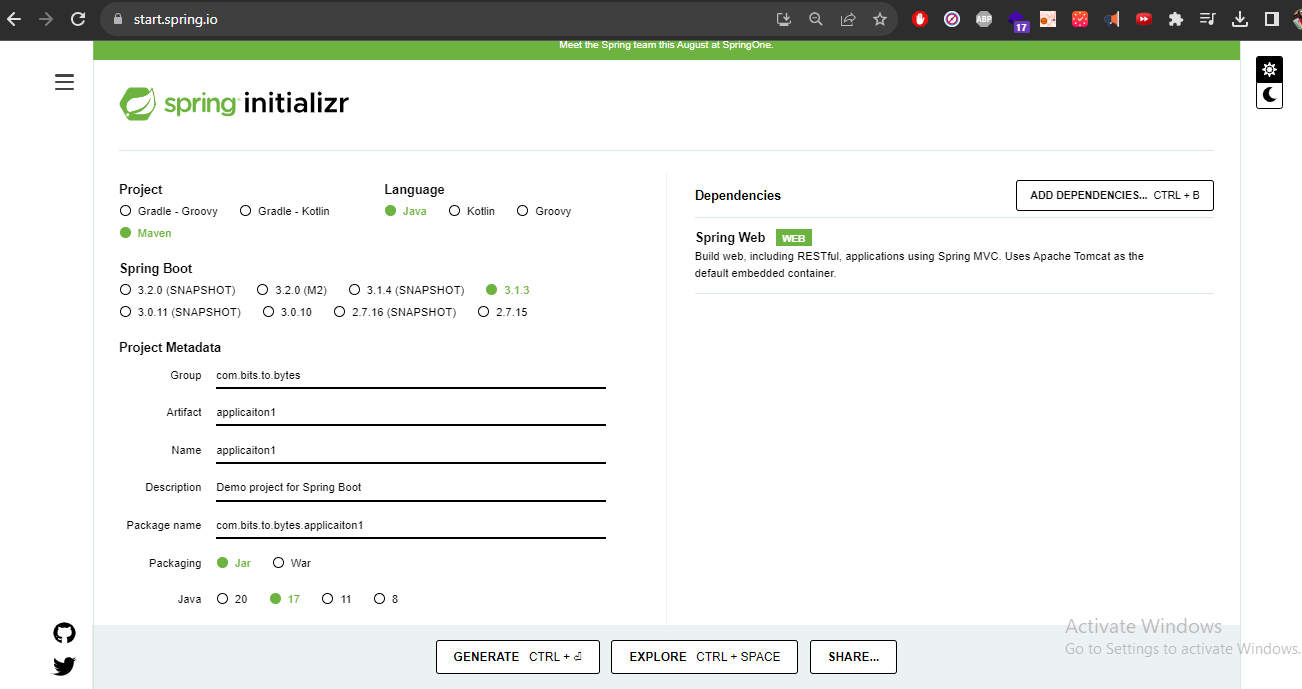 start.spring.io
ABP
17
Meet the Spring team this August at SpringOne.
spring initializr
Project
Gradle - Groovy Gradle - Kotlin
Maven
Language
Java Kotlin Groovy
Spring Boot
3.2.0 (SNAPSHOT) 3.2.0 (M2) 3.1.4 (SNAPSHOT) 3.1.3
3.0.11 (SNAPSHOT) 3.0.10 2.7.16 (SNAPSHOT) 2.7.15
Project Metadata
Group com.bits.to.bytes
Artifact applicaiton1
Name applicaiton1
Description Demo project for Spring Boot
Package name com.bits.to.bytes.applicaiton1
Packaging Jar War
Java 20 17 11 8
Dependencies ADD DEPENDENCIES... CTRL + B
Spring Web WEB
Build web, including RESTful, applications using Spring MVC. Uses Apache Tomcat as the
default embedded container.
GENERATE CTRL + ⏎ EXPLORE CTRL + SPACE SHARE...
Activate Windows
Go to Settings to activate Windows.